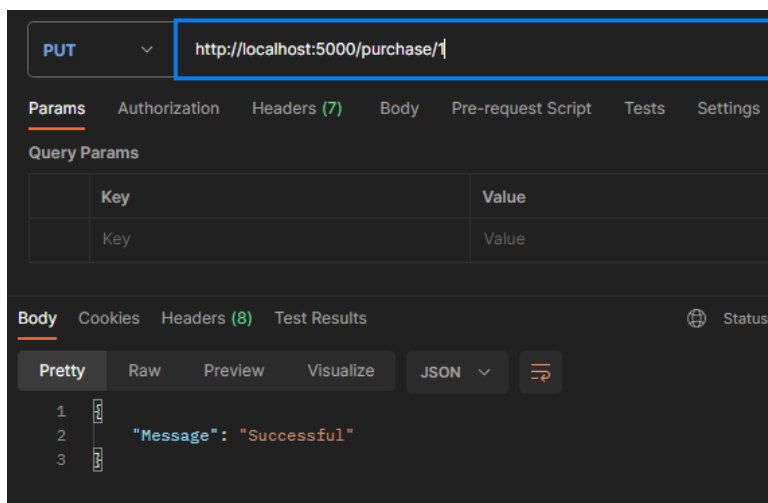 PUT http://localhost:5000/purchase/1
Params Authorization Headers (7) Body Pre-request Script Tests Settings
Query Params
Key Value
Key Value
Body Cookies Headers (8) Test Results Status
Pretty Raw Preview Visualize JSON
1 {
2 "Message": "Successful"
3 }